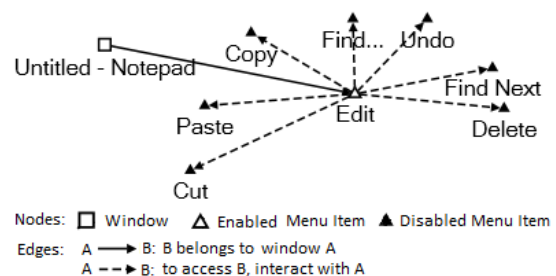 Copy
Find...
Undo
Untitled - Notepad
Find Next
Edit
Paste
Delete
Cut
Nodes: Window Enabled Menu Item Disabled Menu Item
Edges: A B: B belongs to window A
A B: to access B, interact with A